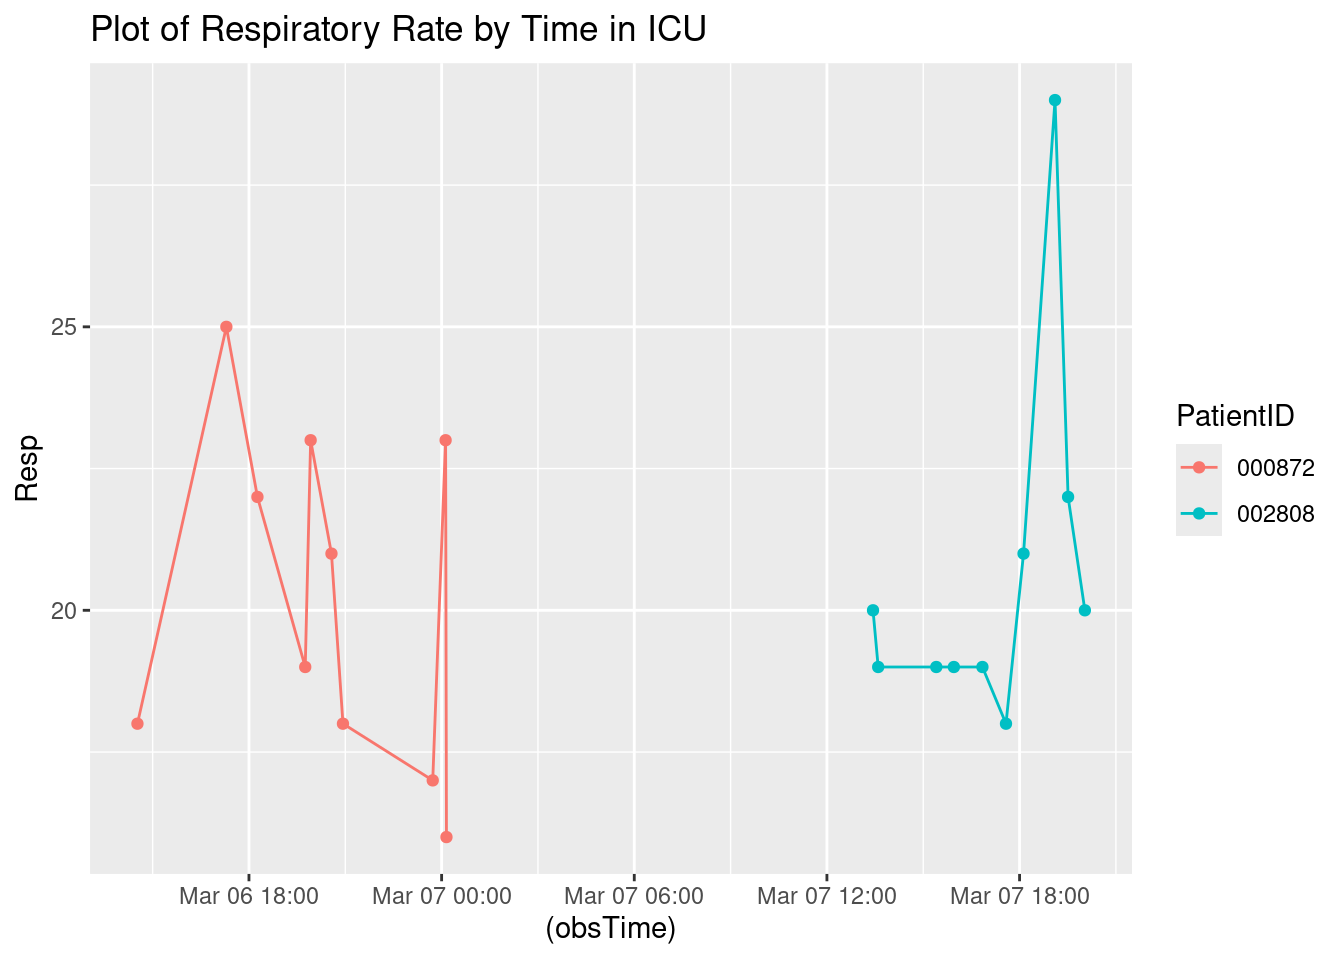 Plot of Respiratory Rate by Time in ICU
Resp
25
20
Mar 06 18:00 Mar 07 00:00 Mar 07 06:00 Mar 07 12:00 Mar 07 18:00
(obsTime)
PatientID
000872
002808